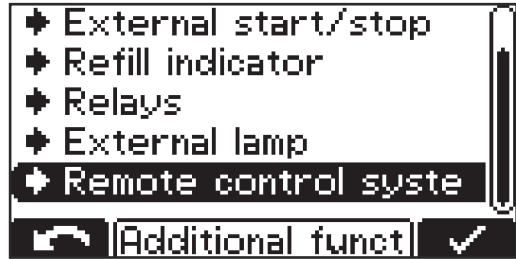 External start/stop
Refill indicator
Relays
External lamp
Remote control syste
Additional funct